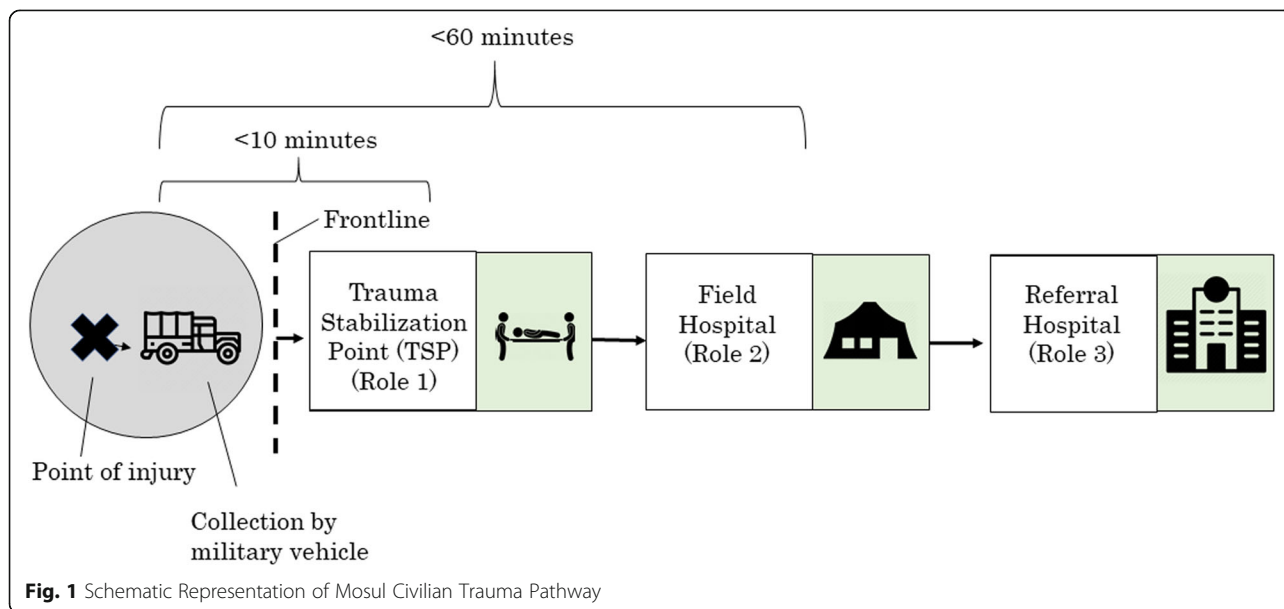 <60 minutes
<10 minutes
Frontline
Trauma
Stabilization
Point (TSP)
(Role 1)
Field
Hospital
(Role 2)
Referral
Hospital
(Role 3)
Point of injury
Collection by
military vehicle
Fig. 1 Schematic Representation of Mosul Civilian Trauma Pathway